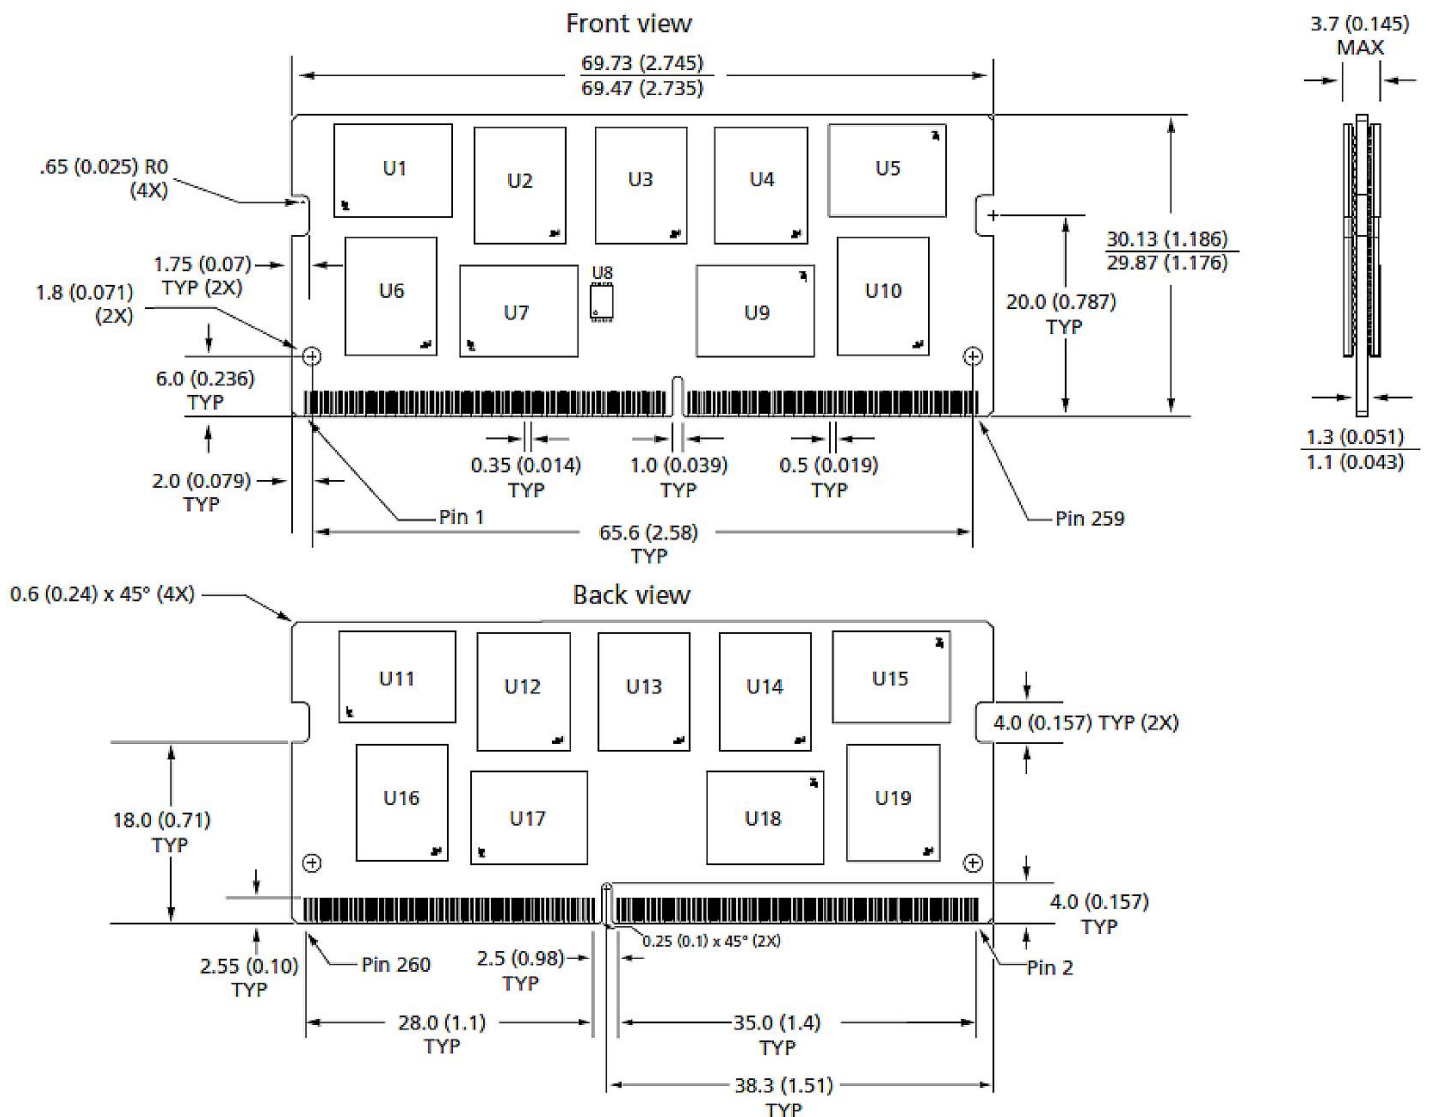 Front view
3.7 (0.145)
MAX
69.73 (2.745)
69.47 (2.735)
U1
U2
U3
U4
U5
.65 (0.025) R0
(4X)
1.75 (0.07)
TYP (2X)
1.8 (0.071)
(2X)
U6
U7
U8
U9
U10
30.13 (1.186)
29.87 (1.176)
20.0 (0.787)
TYP
6.0 (0.236)
TYP
2.0 (0.079)
TYP
0.35 (0.014)
TYP
1.0 (0.039)
TYP
0.5 (0.019)
TYP
1.3 (0.051)
1.1 (0.043)
Pin 1
65.6 (2.58)
TYP
Pin 259
0.6 (0.24) x 45° (4X)
Back view
U11
U12
U13
U14
U15
4.0 (0.157) TYP (2X)
U16
U17
U18
U19
18.0 (0.71)
TYP
4.0 (0.157)
TYP
0.25 (0.1) x 45° (2X)
2.55 (0.10)
TYP
Pin 260
2.5 (0.98)
TYP
Pin 2
28.0 (1.1)
TYP
35.0 (1.4)
TYP
38.3 (1.51)
TYP